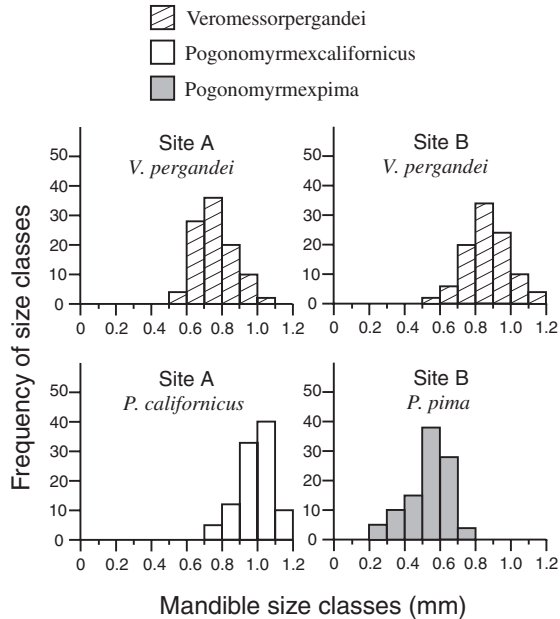 Veromessorpergandei
Pogonomyrmexcalifornicus
Pogonomyrmexpima
Frequency of size classes
Site A
V. pergandei
50
40
30
20
10
0
0 0.2 0.4 0.6 0.8 1.0 1.2
Site B
V. pergandei
50
40
30
20
10
0
0 0.2 0.4 0.6 0.8 1.0 1.2
Site A
P. californicus
50
40
30
20
10
0
0 0.2 0.4 0.6 0.8 1.0 1.2
Site B
P. pima
50
40
30
20
10
0
0 0.2 0.4 0.6 0.8 1.0 1.2
Mandible size classes (mm)